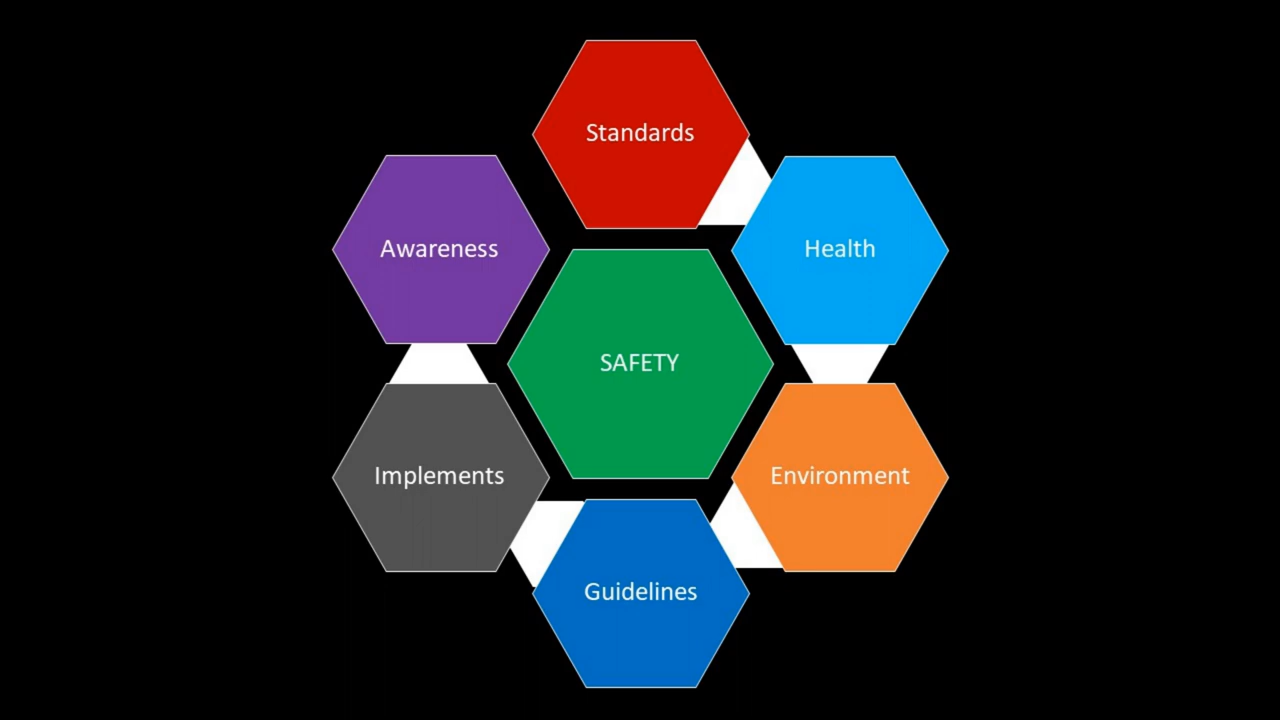 Standards
Awareness
Health
SAFETY
Implements
Environment
Guidelines